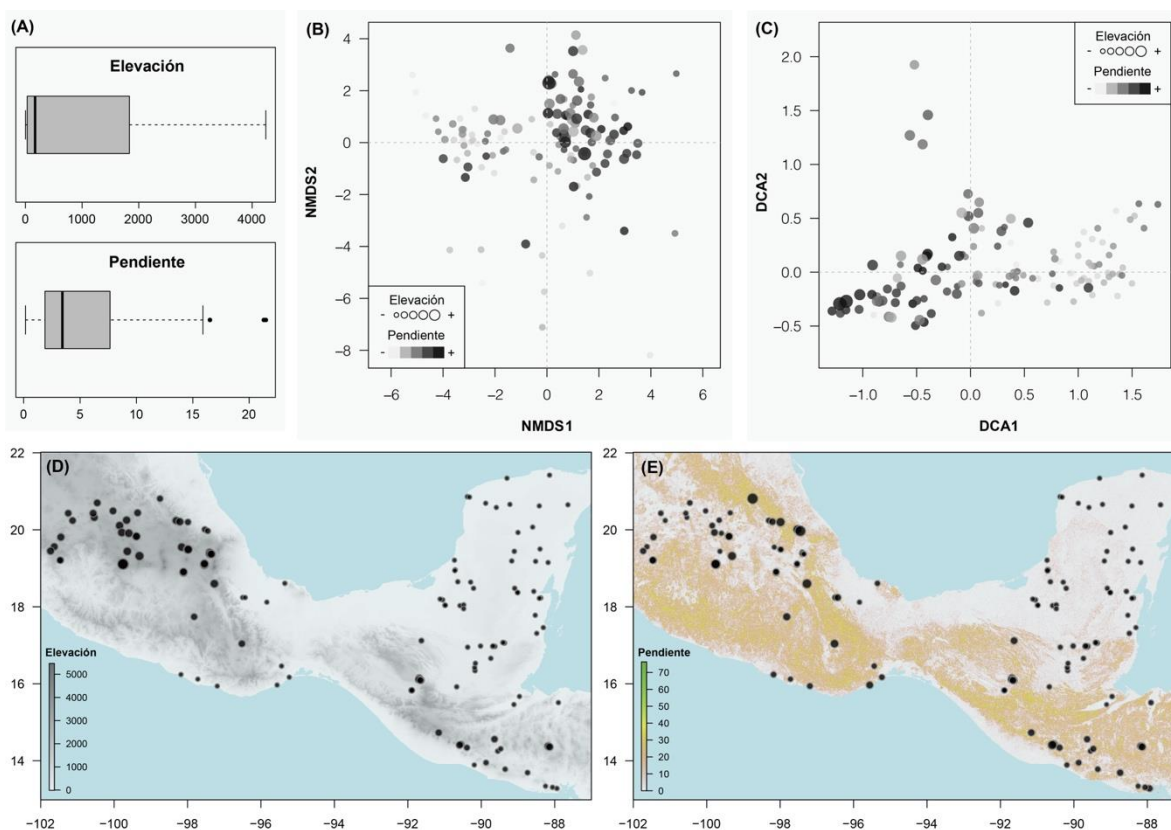 (A)
Elevación
0 1000 2000 3000 4000
Pendiente
0 5 10 15 20
(B)
4
2
0
−2
−4
−6
−8
NMDS2
Elevación
- +
Pendiente
- +
−6 −4 −2 0 2 4 6
NMDS1
(C)
2.0
1.5
1.0
0.5
0.0
−0.5
DCA2
Elevación
- +
Pendiente
- +
−1.0 −0.5 0.0 0.5 1.0 1.5
DCA1
(D)
22
20
18
16
14
Elevación
5000
4000
3000
2000
1000
0
−102 −100 −98 −96 −94 −92 −90 −88
(E)
22
20
18
16
14
Pendiente
70
60
50
40
30
20
10
0
−102 −100 −98 −96 −94 −92 −90 −88